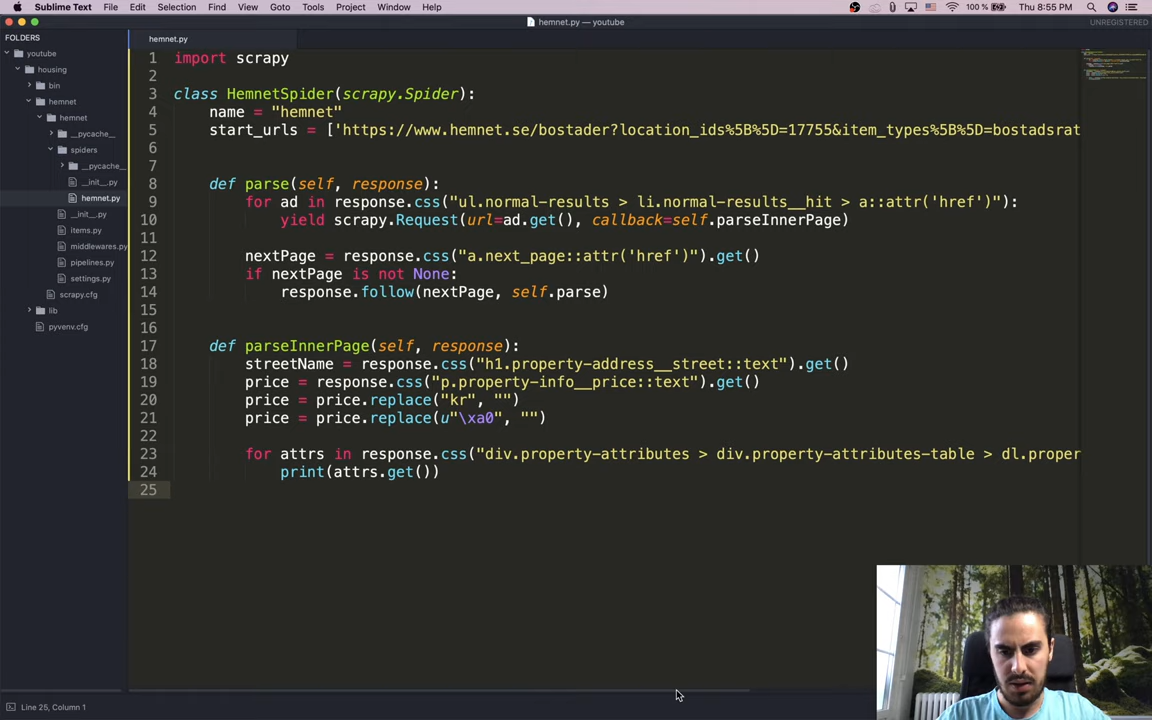 Sublime Text File Edit Selection Find View Goto Tools Project Window Help 100 % Thu 8:55 PM
hemnet.py — youtube UNREGISTERED
FOLDERS
youtube
housing
bin
hemnet
hemnet
__pycache__
spiders
__pycache__
__init__.py
hemnet.py
__init__.py
items.py
middlewares.py
pipelines.py
settings.py
scrapy.cfg
lib
pyvenv.cfg
hemnet.py
1 import scrapy
2
3 class HemnetSpider(scrapy.Spider):
4 name = "hemnet"
5 start_urls = ['https://www.hemnet.se/bostader?location_ids%5B%5D=17755&item_types%5B%5D=bostadsrat
6
7
8 def parse(self, response):
9 for ad in response.css("ul.normal-results > li.normal-results__hit > a::attr('href')"):
10 yield scrapy.Request(url=ad.get(), callback=self.parseInnerPage)
11
12 nextPage = response.css("a.next_page::attr('href')").get()
13 if nextPage is not None:
14 response.follow(nextPage, self.parse)
15
16
17 def parseInnerPage(self, response):
18 streetName = response.css("h1.property-address__street::text").get()
19 price = response.css("p.property-info__price::text").get()
20 price = price.replace("kr", "")
21 price = price.replace(u"\xa0", "")
22
23 for attrs in response.css("div.property-attributes > div.property-attributes-table > dl.proper
24 print(attrs.get())
25
Line 25, Column 1